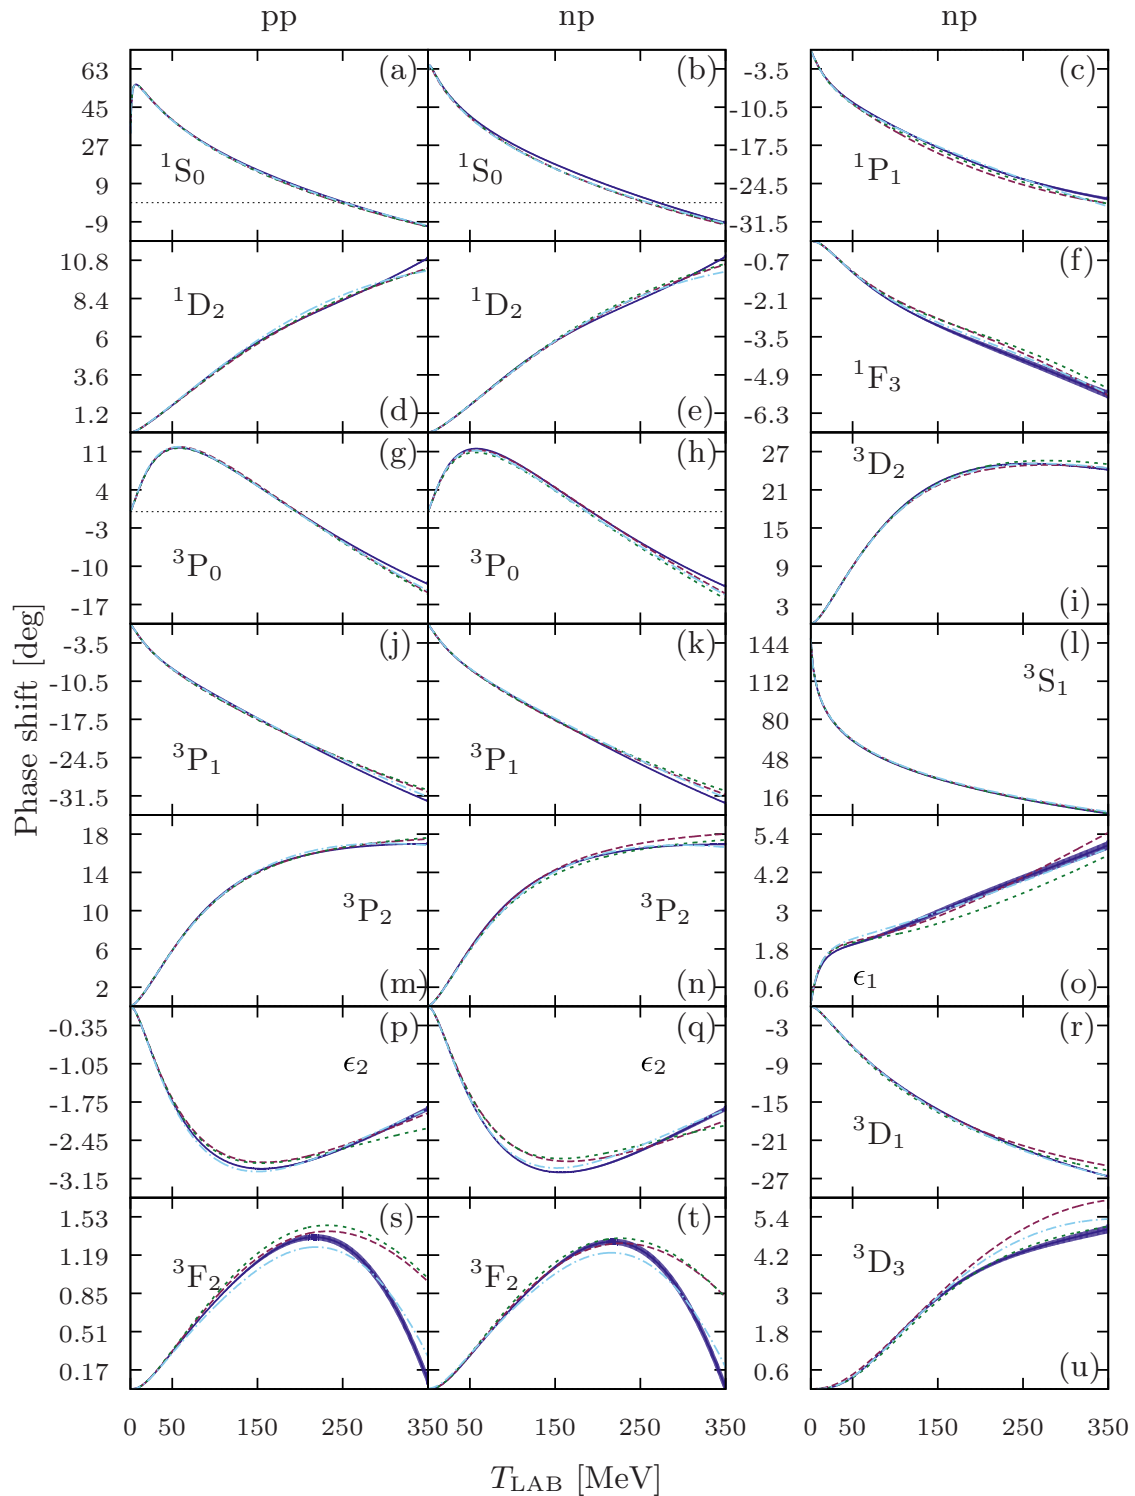 pp np np
63 (a) (b) -3.5 (c)
45 -10.5
27 -17.5
¹S₀ ¹S₀ ¹P₁
9 -24.5
-9 -31.5
10.8 -0.7 (f)
8.4 ¹D₂ ¹D₂ -2.1
6 -3.5
3.6 -4.9 ¹F₃
1.2 (d) (e) -6.3
11 (g) (h) 27 ³D₂
4 21
-3 15
-10 ³P₀ ³P₀ 9
-17 3 (i)
-3.5 (j) (k) 144 (l)
-10.5 112 ³S₁
-17.5 80
-24.5 ³P₁ ³P₁ 48
-31.5 16
Phase shift [deg]
18 5.4
14 4.2
10 ³P₂ ³P₂ 3
6 1.8
2 (m) (n) 0.6 ϵ₁ (o)
-0.35 (p) (q) -3 (r)
-1.05 ϵ₂ ϵ₂ -9
-1.75 -15
-2.45 -21 ³D₁
-3.15 -27
1.53 (s) (t) 5.4
1.19 ³F₂ ³F₂ 4.2 ³D₃
0.85 3
0.51 1.8
0.17 0.6 (u)
0 50 150 250 350 50 150 250 350 0 50 150 250 350
T_LAB [MeV]